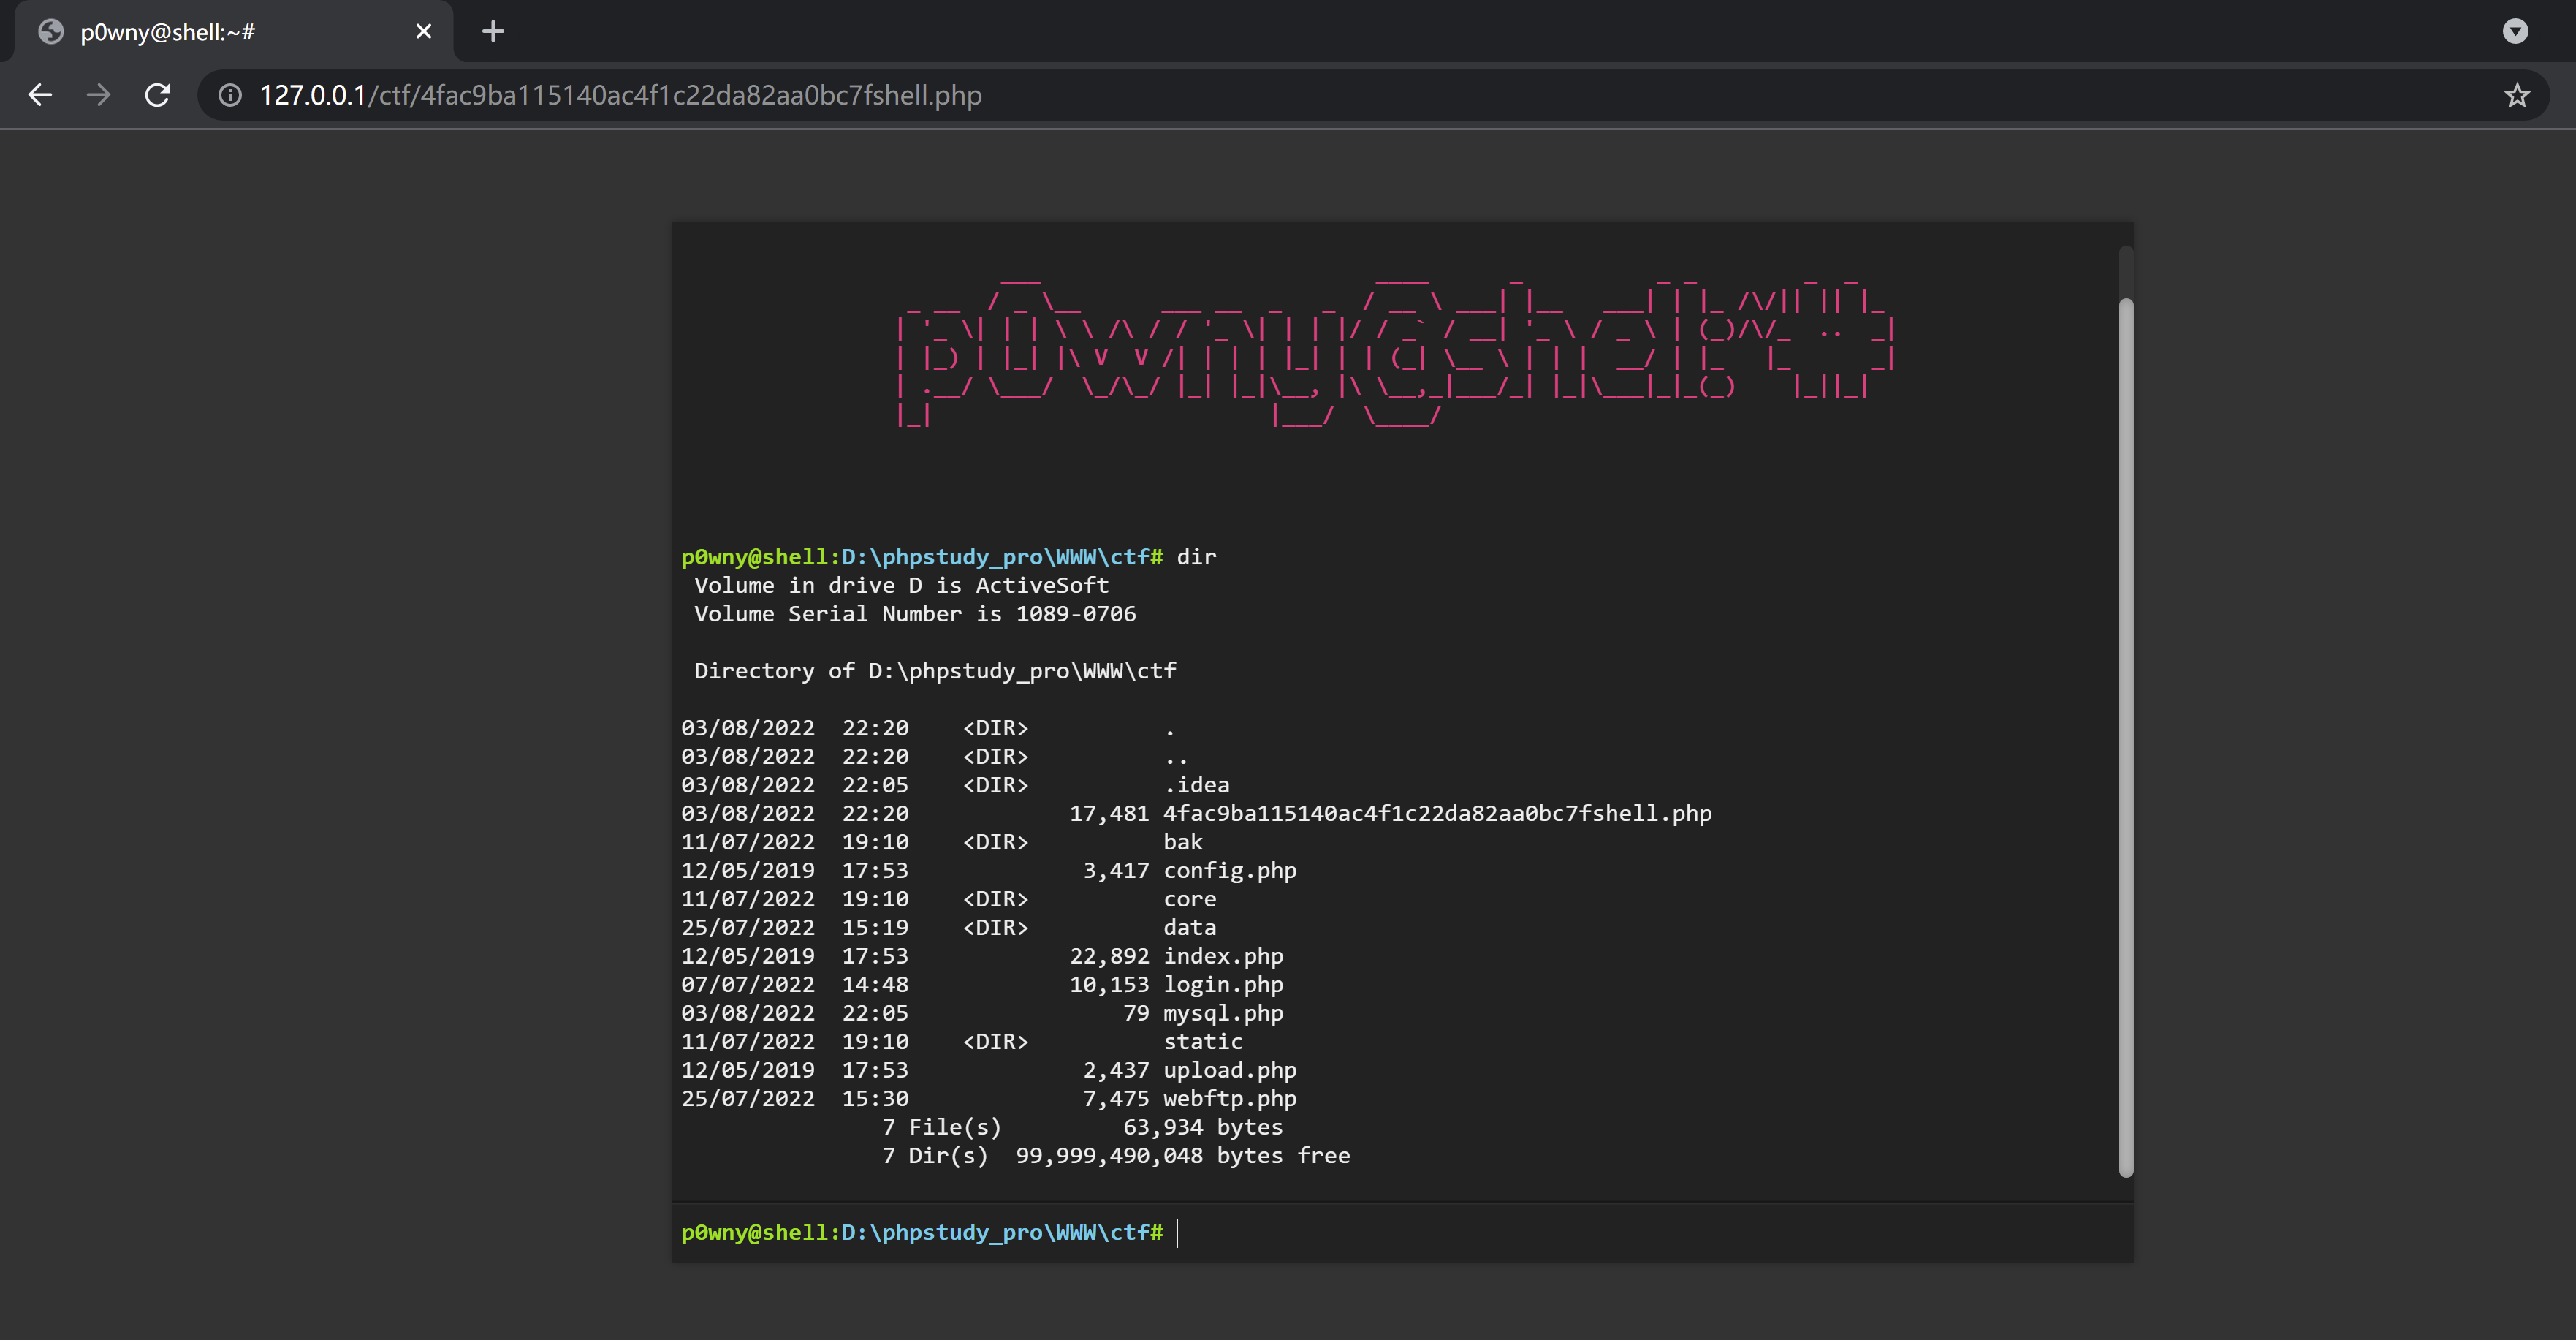 p0wny@shell:~#
127.0.0.1/ctf/4fac9ba115140ac4f1c22da82aa0bc7fshell.php
p0wny@shell:~#
p0wny@shell:D:\phpstudy_pro\WWW\ctf# dir
Volume in drive D is ActiveSoft
Volume Serial Number is 1089-0706
Directory of D:\phpstudy_pro\WWW\ctf
03/08/2022  22:20    <DIR>          .
03/08/2022  22:20    <DIR>          ..
03/08/2022  22:05    <DIR>          .idea
03/08/2022  22:20            17,481 4fac9ba115140ac4f1c22da82aa0bc7fshell.php
11/07/2022  19:10    <DIR>          bak
12/05/2019  17:53             3,417 config.php
11/07/2022  19:10    <DIR>          core
25/07/2022  15:19    <DIR>          data
12/05/2019  17:53            22,892 index.php
07/07/2022  14:48            10,153 login.php
03/08/2022  22:05                79 mysql.php
11/07/2022  19:10    <DIR>          static
12/05/2019  17:53             2,437 upload.php
25/07/2022  15:30             7,475 webftp.php
7 File(s)         63,934 bytes
7 Dir(s)  99,999,490,048 bytes free
p0wny@shell:D:\phpstudy_pro\WWW\ctf#